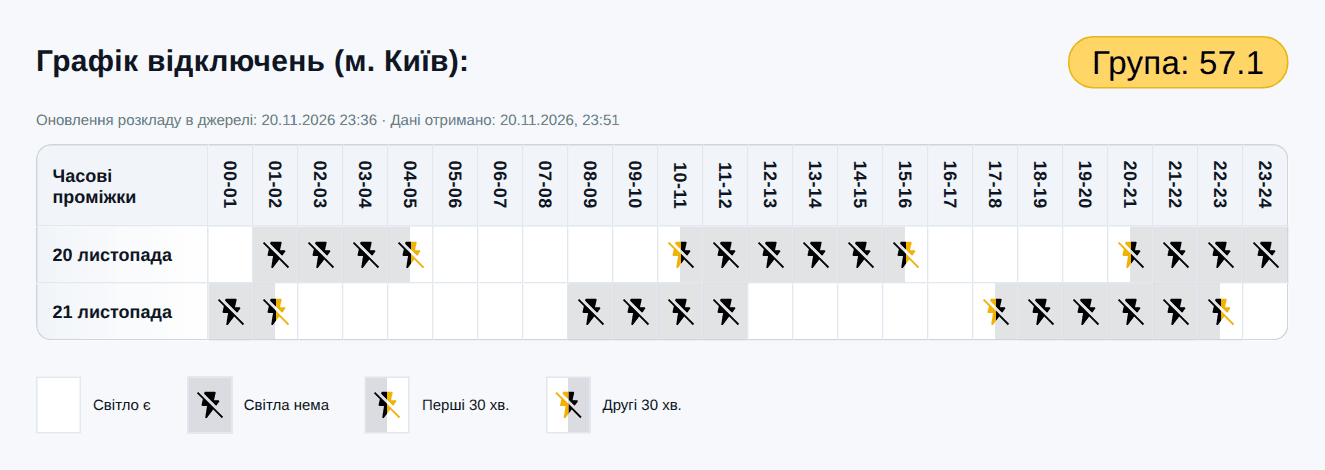 Графік відключень (м. Київ):
Група: 57.1
Оновлення розкладу в джерелі: 20.11.2026 23:36 · Дані отримано: 20.11.2026, 23:51
Часові проміжки 00-01 01-02 02-03 03-04 04-05 05-06 06-07 07-08 08-09 09-10 10-11 11-12 12-13 13-14 14-15 15-16 16-17 17-18 18-19 19-20 20-21 21-22 22-23 23-24
20 листопада
21 листопада
Світло є Світла нема Перші 30 хв. Другі 30 хв.